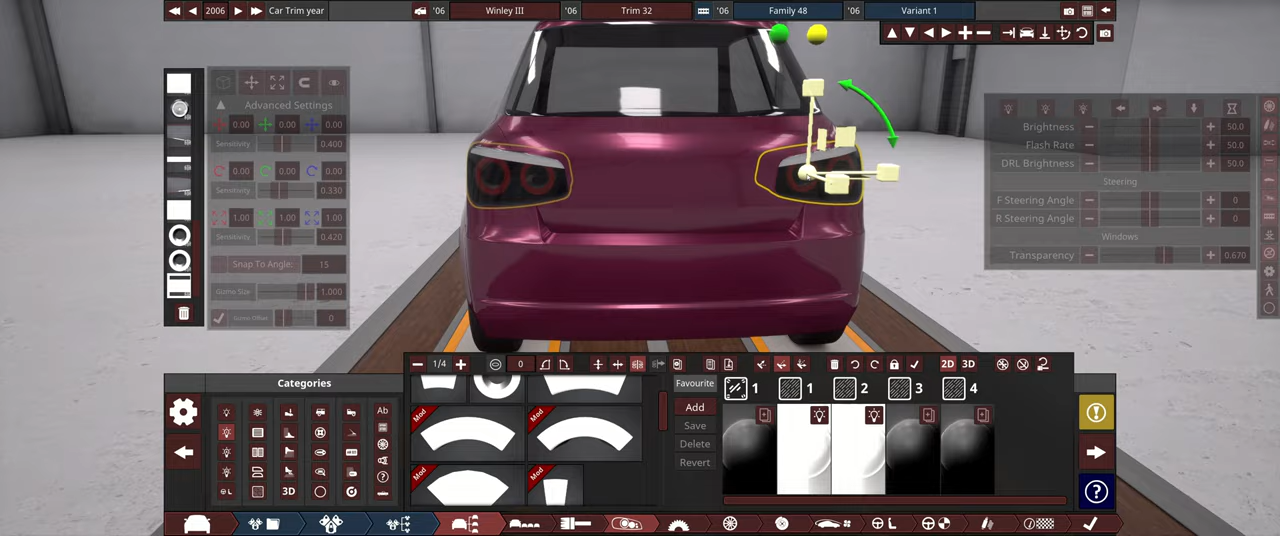 2006
Car Trim year
'06
Winley III
'06
Trim 32
'06
Family 48
'06
Variant 1
Advanced Settings
0.00 0.00 0.00
Sensitivity 0.400
0.00 0.00 0.00
Sensitivity 0.330
1.00 1.00 1.00
Sensitivity 0.420
Snap To Angle: 15
Gizmo Size 1.000
Game Offset 0
Brightness 50.0
Flash Rate 50.0
DRL Brightness 50.0
Steering
F Steering Angle 0
R Steering Angle 0
Windows
Transparency 0.670
Categories
Ab
3D
1/4
0
2D 3D
Mod
Mod
Mod
Mod
Favourite
Add
Save
Delete
Revert
1 1 2 3 4